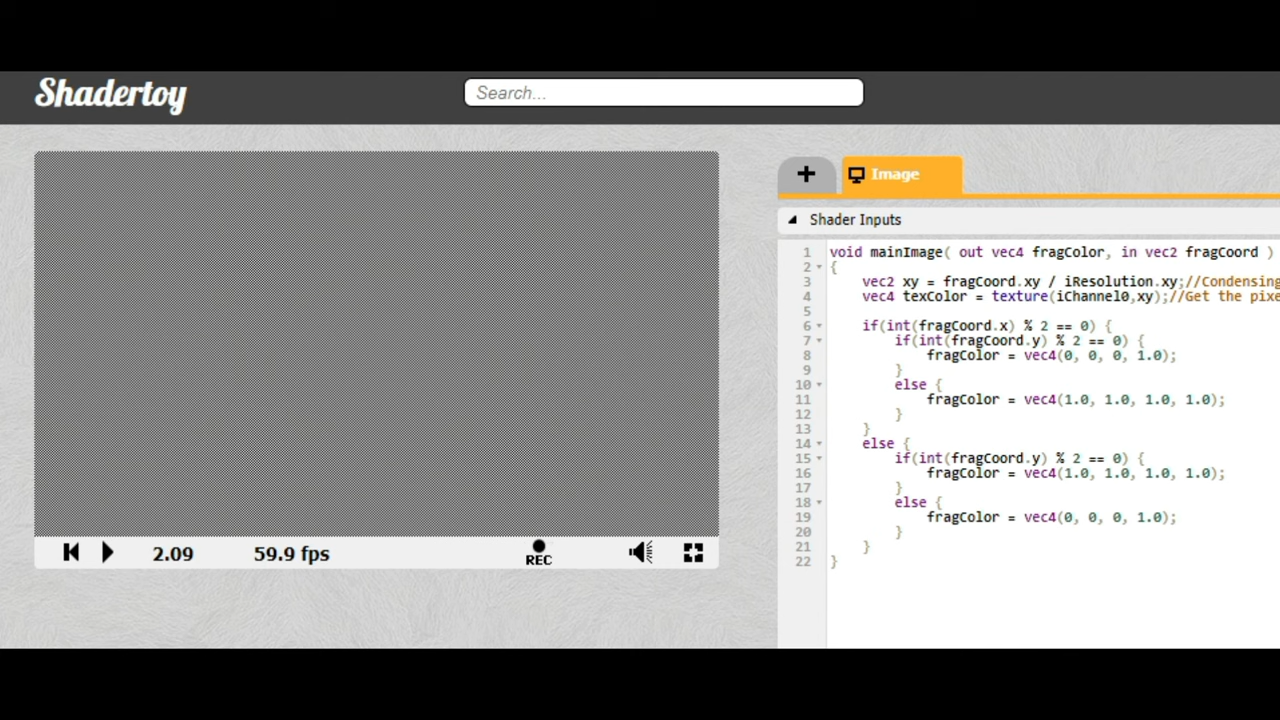 Shadertoy
Search...
Image
Shader Inputs
1 void mainImage( out vec4 fragColor, in vec2 fragCoord )
2 {
3 vec2 xy = fragCoord.xy / iResolution.xy;//Condensing
4 vec4 texColor = texture(iChannel0,xy);//Get the pixe
5
6 if(int(fragCoord.x) % 2 == 0) {
7 if(int(fragCoord.y) % 2 == 0) {
8 fragColor = vec4(0, 0, 0, 1.0);
9 }
10 else {
11 fragColor = vec4(1.0, 1.0, 1.0, 1.0);
12 }
13 }
14 else {
15 if(int(fragCoord.y) % 2 == 0) {
16 fragColor = vec4(1.0, 1.0, 1.0, 1.0);
17 }
18 else {
19 fragColor = vec4(0, 0, 0, 1.0);
20 }
21 }
22 }
2.09 59.9 fps REC